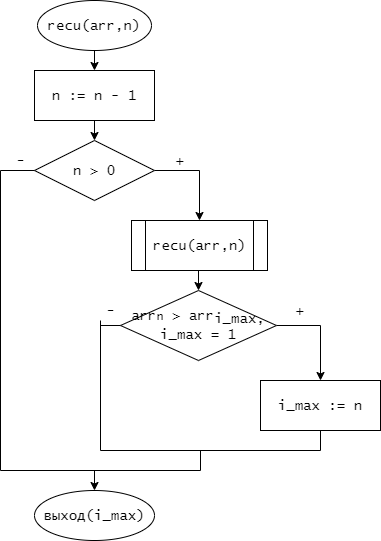 recu(arr,n)
n := n - 1
-
n > 0
+
recu(arr,n)
-
arrn > arri_max,
i_max = 1
+
i_max := n
выход(i_max)